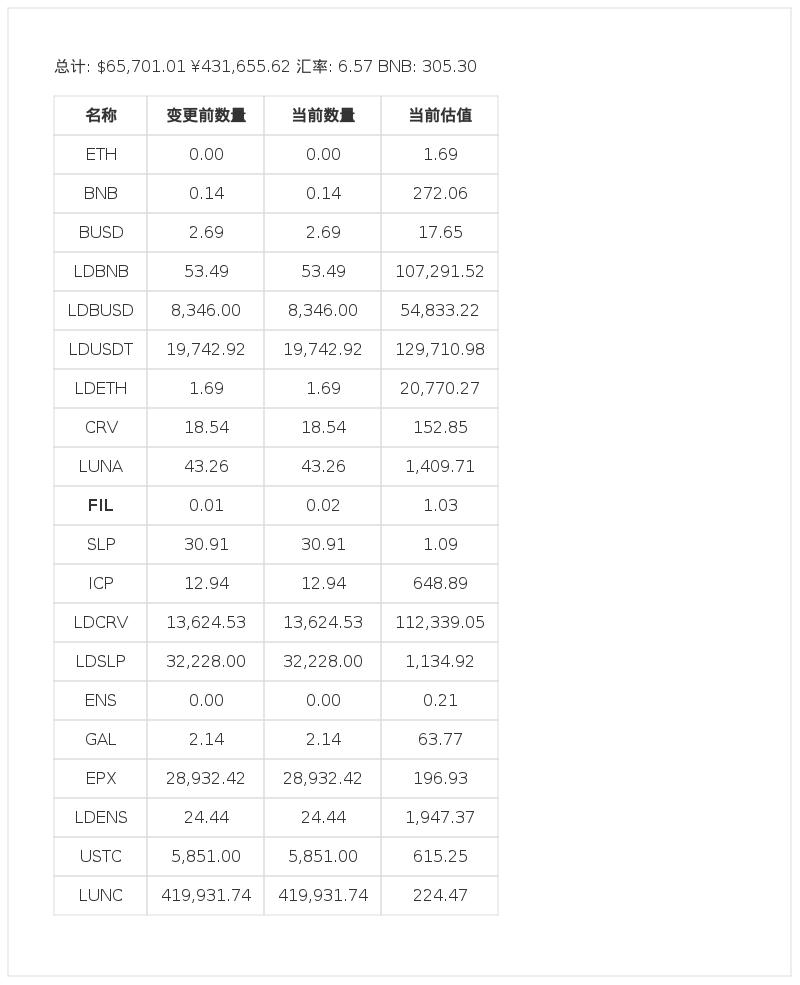 总计: $65,701.01 ¥431,655.62 汇率: 6.57 BNB: 305.30
名称 变更前数量 当前数量 当前估值
ETH 0.00 0.00 1.69
BNB 0.14 0.14 272.06
BUSD 2.69 2.69 17.65
LDBNB 53.49 53.49 107,291.52
LDBUSD 8,346.00 8,346.00 54,833.22
LDUSDT 19,742.92 19,742.92 129,710.98
LDETH 1.69 1.69 20,770.27
CRV 18.54 18.54 152.85
LUNA 43.26 43.26 1,409.71
FIL 0.01 0.02 1.03
SLP 30.91 30.91 1.09
ICP 12.94 12.94 648.89
LDCRV 13,624.53 13,624.53 112,339.05
LDSLP 32,228.00 32,228.00 1,134.92
ENS 0.00 0.00 0.21
GAL 2.14 2.14 63.77
EPX 28,932.42 28,932.42 196.93
LDENS 24.44 24.44 1,947.37
USTC 5,851.00 5,851.00 615.25
LUNC 419,931.74 419,931.74 224.47